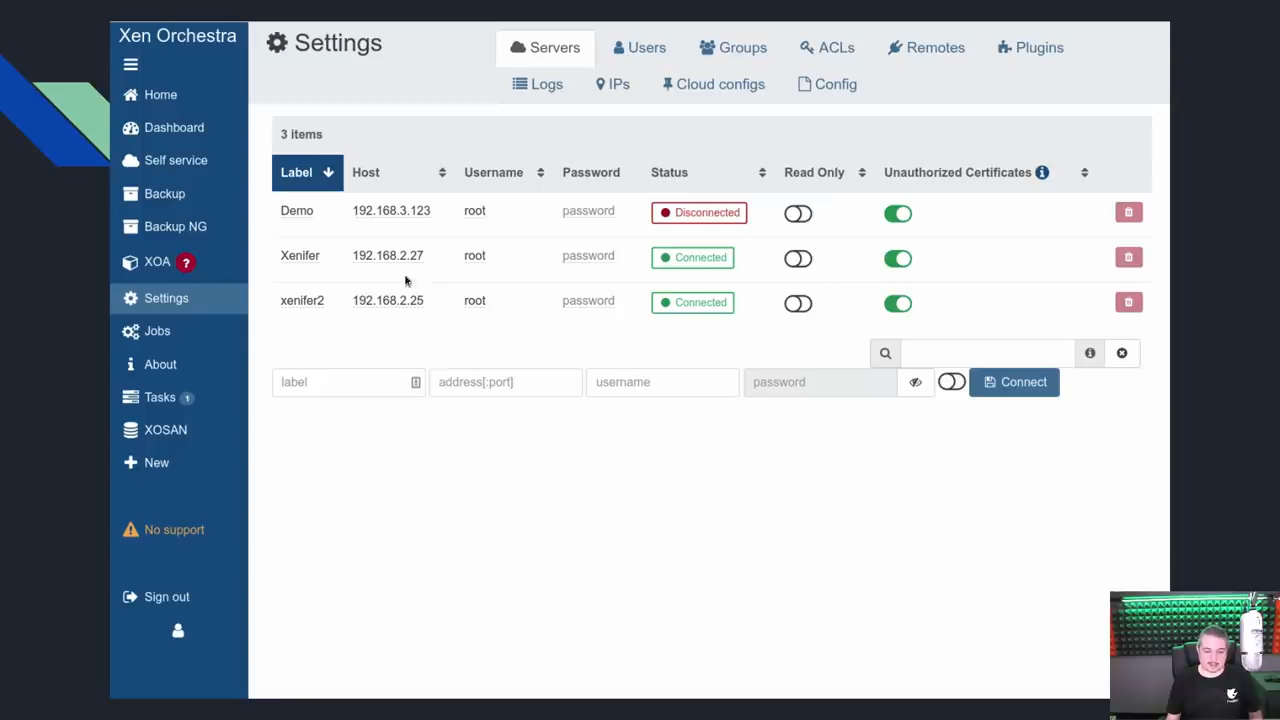 Xen Orchestra
Home
Dashboard
Self service
Backup
Backup NG
XOA ?
Settings
Jobs
About
Tasks 1
XOSAN
New
No support
Sign out
Settings
Servers Users Groups ACLs Remotes Plugins
Logs IPs Cloud configs Config
3 items
Label Host Username Password Status Read Only Unauthorized Certificates
Demo 192.168.3.123 root password Disconnected
Xenifer 192.168.2.27 root password Connected
xenifer2 192.168.2.25 root password Connected
label address[:port] username password Connect